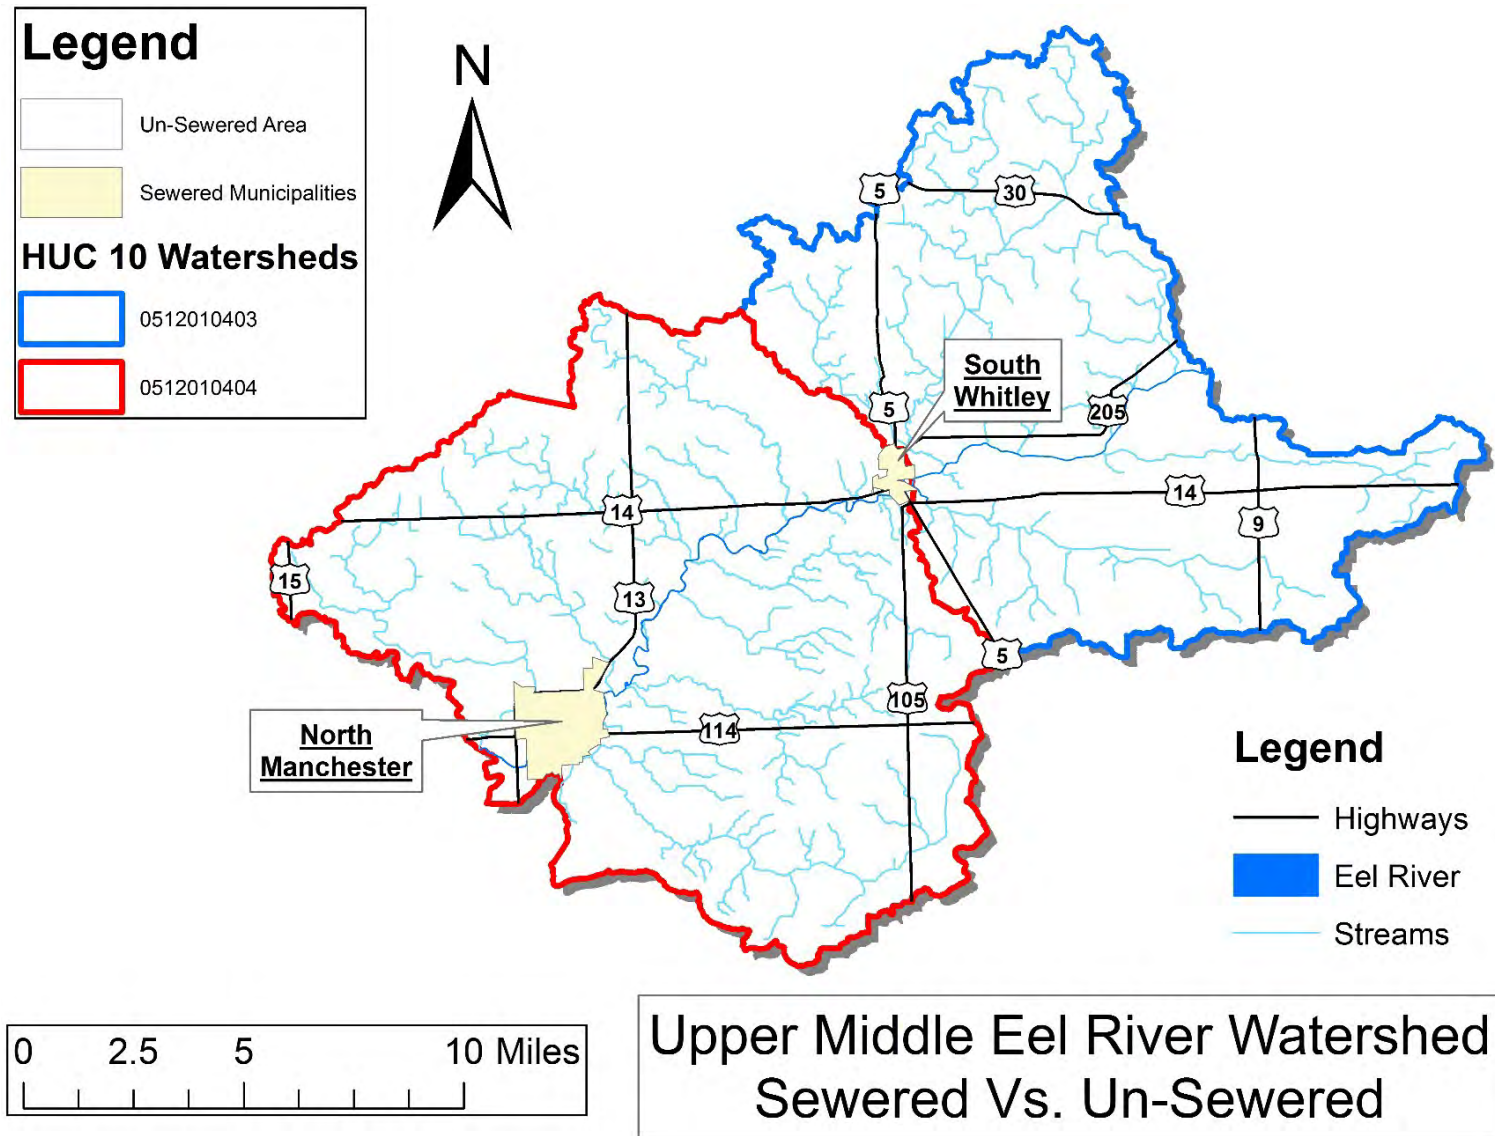 Legend
Un-Sewered Area
Sewered Municipalities
HUC 10 Watersheds
0512010403
0512010404
N
5
30
South
Whitley
5
205
14
14
9
15
13
5
105
114
North
Manchester
Legend
Highways
Eel River
Streams
0 2.5 5 10 Miles
Upper Middle Eel River Watershed
Sewered Vs. Un-Sewered